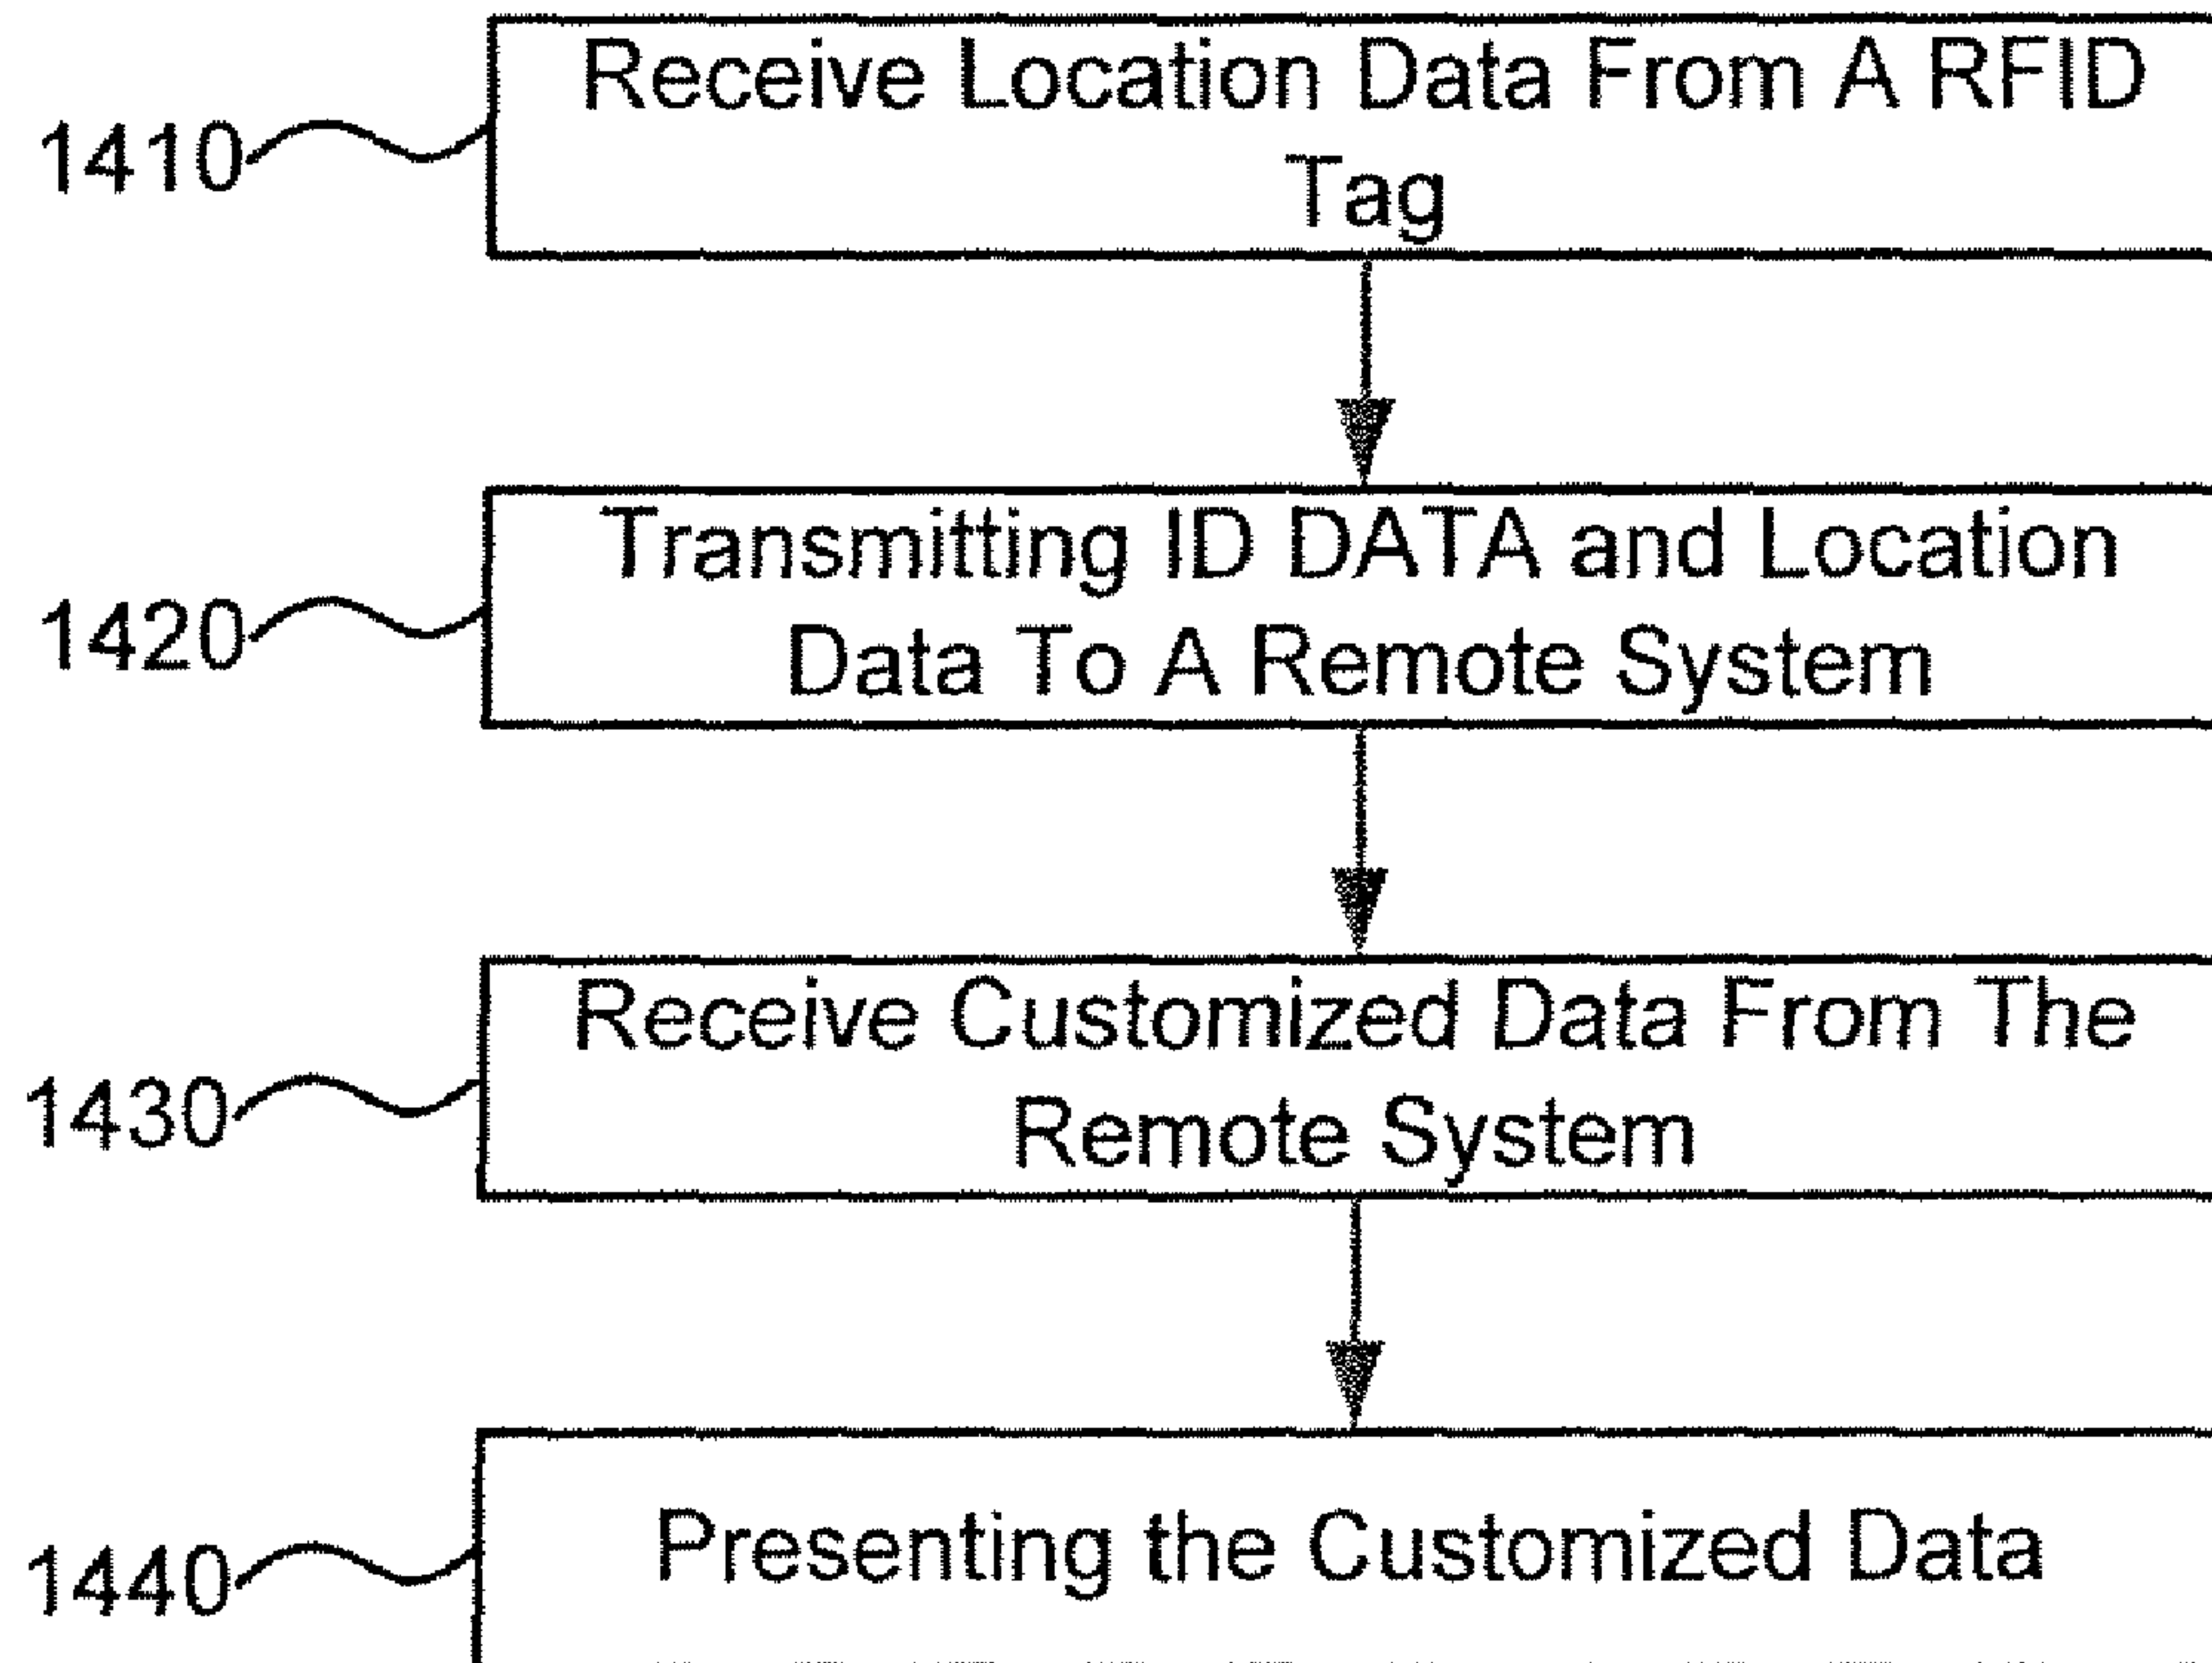 Receive Location Data From A RFID
Tag
1410
Transmitting ID DATA and Location
Data To A Remote System
1420
Receive Customized Data From The
Remote System
1430
Presenting the Customized Data
1440